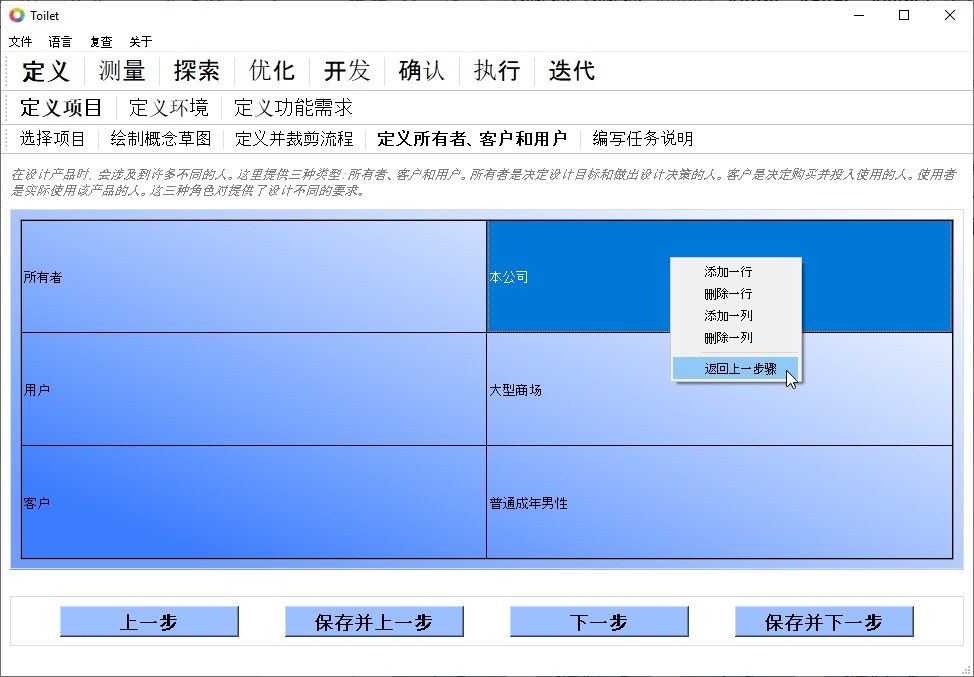 Toilet
文件 语言 复查 关于
定义 测量 探索 优化 开发 确认 执行 迭代
定义项目 定义环境 定义功能需求
选择项目 绘制概念草图 定义并裁剪流程 定义所有者、客户和用户 编写任务说明
在设计产品时，会涉及到许多不同的人。这里提供三种类型：所有者、客户和用户。所有者是决定设计目标和做出设计决策的人。客户是决定购买并投入使用的人。使用者
是实际使用该产品的人。这三种角色对提供了设计不同的要求。
所有者 本公司
添加一行
删除一行
添加一列
删除一列
返回上一步骤
用户 大型商场
客户 普通成年男性
上一步 保存并上一步 下一步 保存并下一步